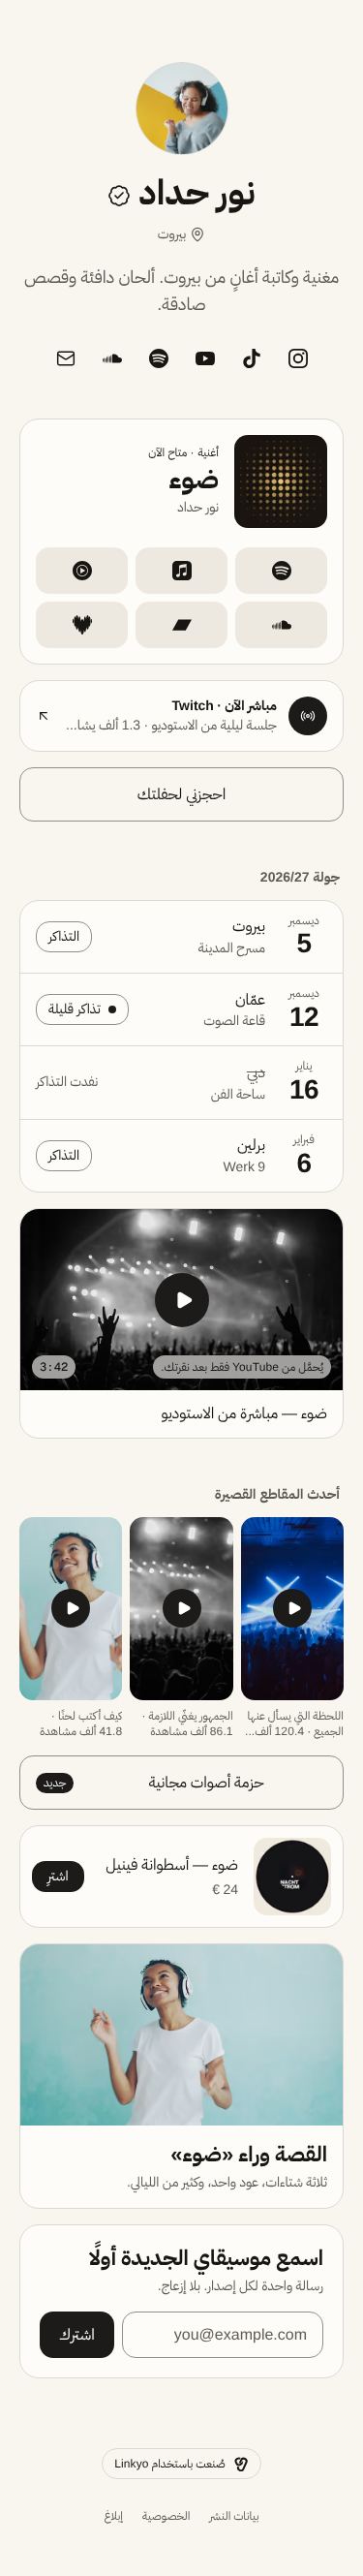 نور حداد
بيروت
مغنية وكاتبة أغانٍ من بيروت. ألحان دافئة وقصص
صادقة.
أغنية · متاح الآن
ضوء
نور حداد
مباشر الآن · Twitch
جلسة ليلية من الاستوديو · 1.3 ألف يشا...
احجزني لحفلتك
جولة 2026/27
ديسمبر
5
بيروت
مسرح المدينة
التذاكر
ديسمبر
12
عمّان
قاعة الصوت
تذاكر قليلة
يناير
16
دبي
ساحة الفن
نفدت التذاكر
فبراير
6
برلين
Werk 9
التذاكر
يُحمَّل من YouTube فقط بعد نقرتك.
3:42
ضوء — مباشرة من الاستوديو
أحدث المقاطع القصيرة
اللحظة التي يسأل عنها
الجميع · 120.4 ألف...
الجمهور يغنّي اللازمة ·
86.1 ألف مشاهدة
كيف أكتب لحنًا ·
41.8 ألف مشاهدة
حزمة أصوات مجانية
جديد
NACHT
STROM
ضوء — أسطوانة فينيل
24 €
اشترِ
القصة وراء «ضوء»
ثلاثة شتاءات، عود واحد، وكثير من الليالي.
اسمع موسيقاي الجديدة أولًا
رسالة واحدة لكل إصدار. بلا إزعاج.
you@example.com
اشترك
صُنعت باستخدام Linkyo
بيانات النشر
الخصوصية
إبلاغ